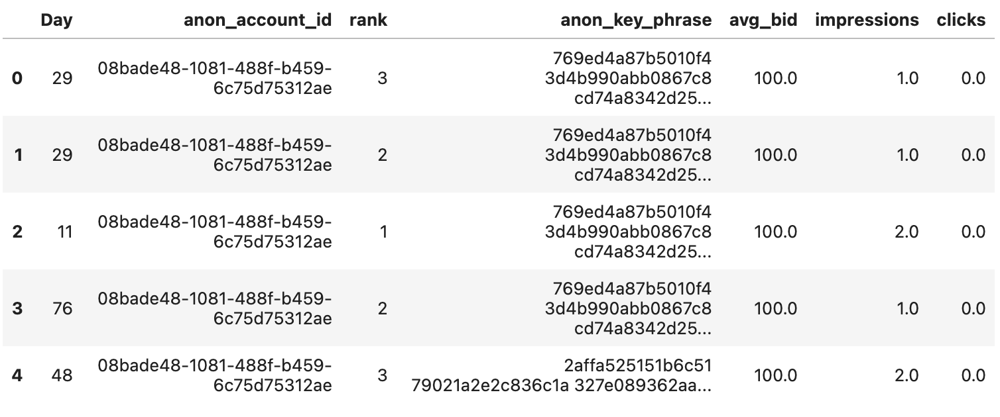 Day anon_account_id rank anon_key_phrase avg_bid impressions clicks
0 29 08bade48-1081-488f-b459-6c75d75312ae 3 769ed4a87b5010f4 3d4b990abb0867c8 cd74a8342d25... 100.0 1.0 0.0
1 29 08bade48-1081-488f-b459-6c75d75312ae 2 769ed4a87b5010f4 3d4b990abb0867c8 cd74a8342d25... 100.0 1.0 0.0
2 11 08bade48-1081-488f-b459-6c75d75312ae 1 769ed4a87b5010f4 3d4b990abb0867c8 cd74a8342d25... 100.0 2.0 0.0
3 76 08bade48-1081-488f-b459-6c75d75312ae 2 769ed4a87b5010f4 3d4b990abb0867c8 cd74a8342d25... 100.0 1.0 0.0
4 48 08bade48-1081-488f-b459-6c75d75312ae 3 2affa525151b6c51 79021a2e2c836c1a 327e089362aa... 100.0 2.0 0.0